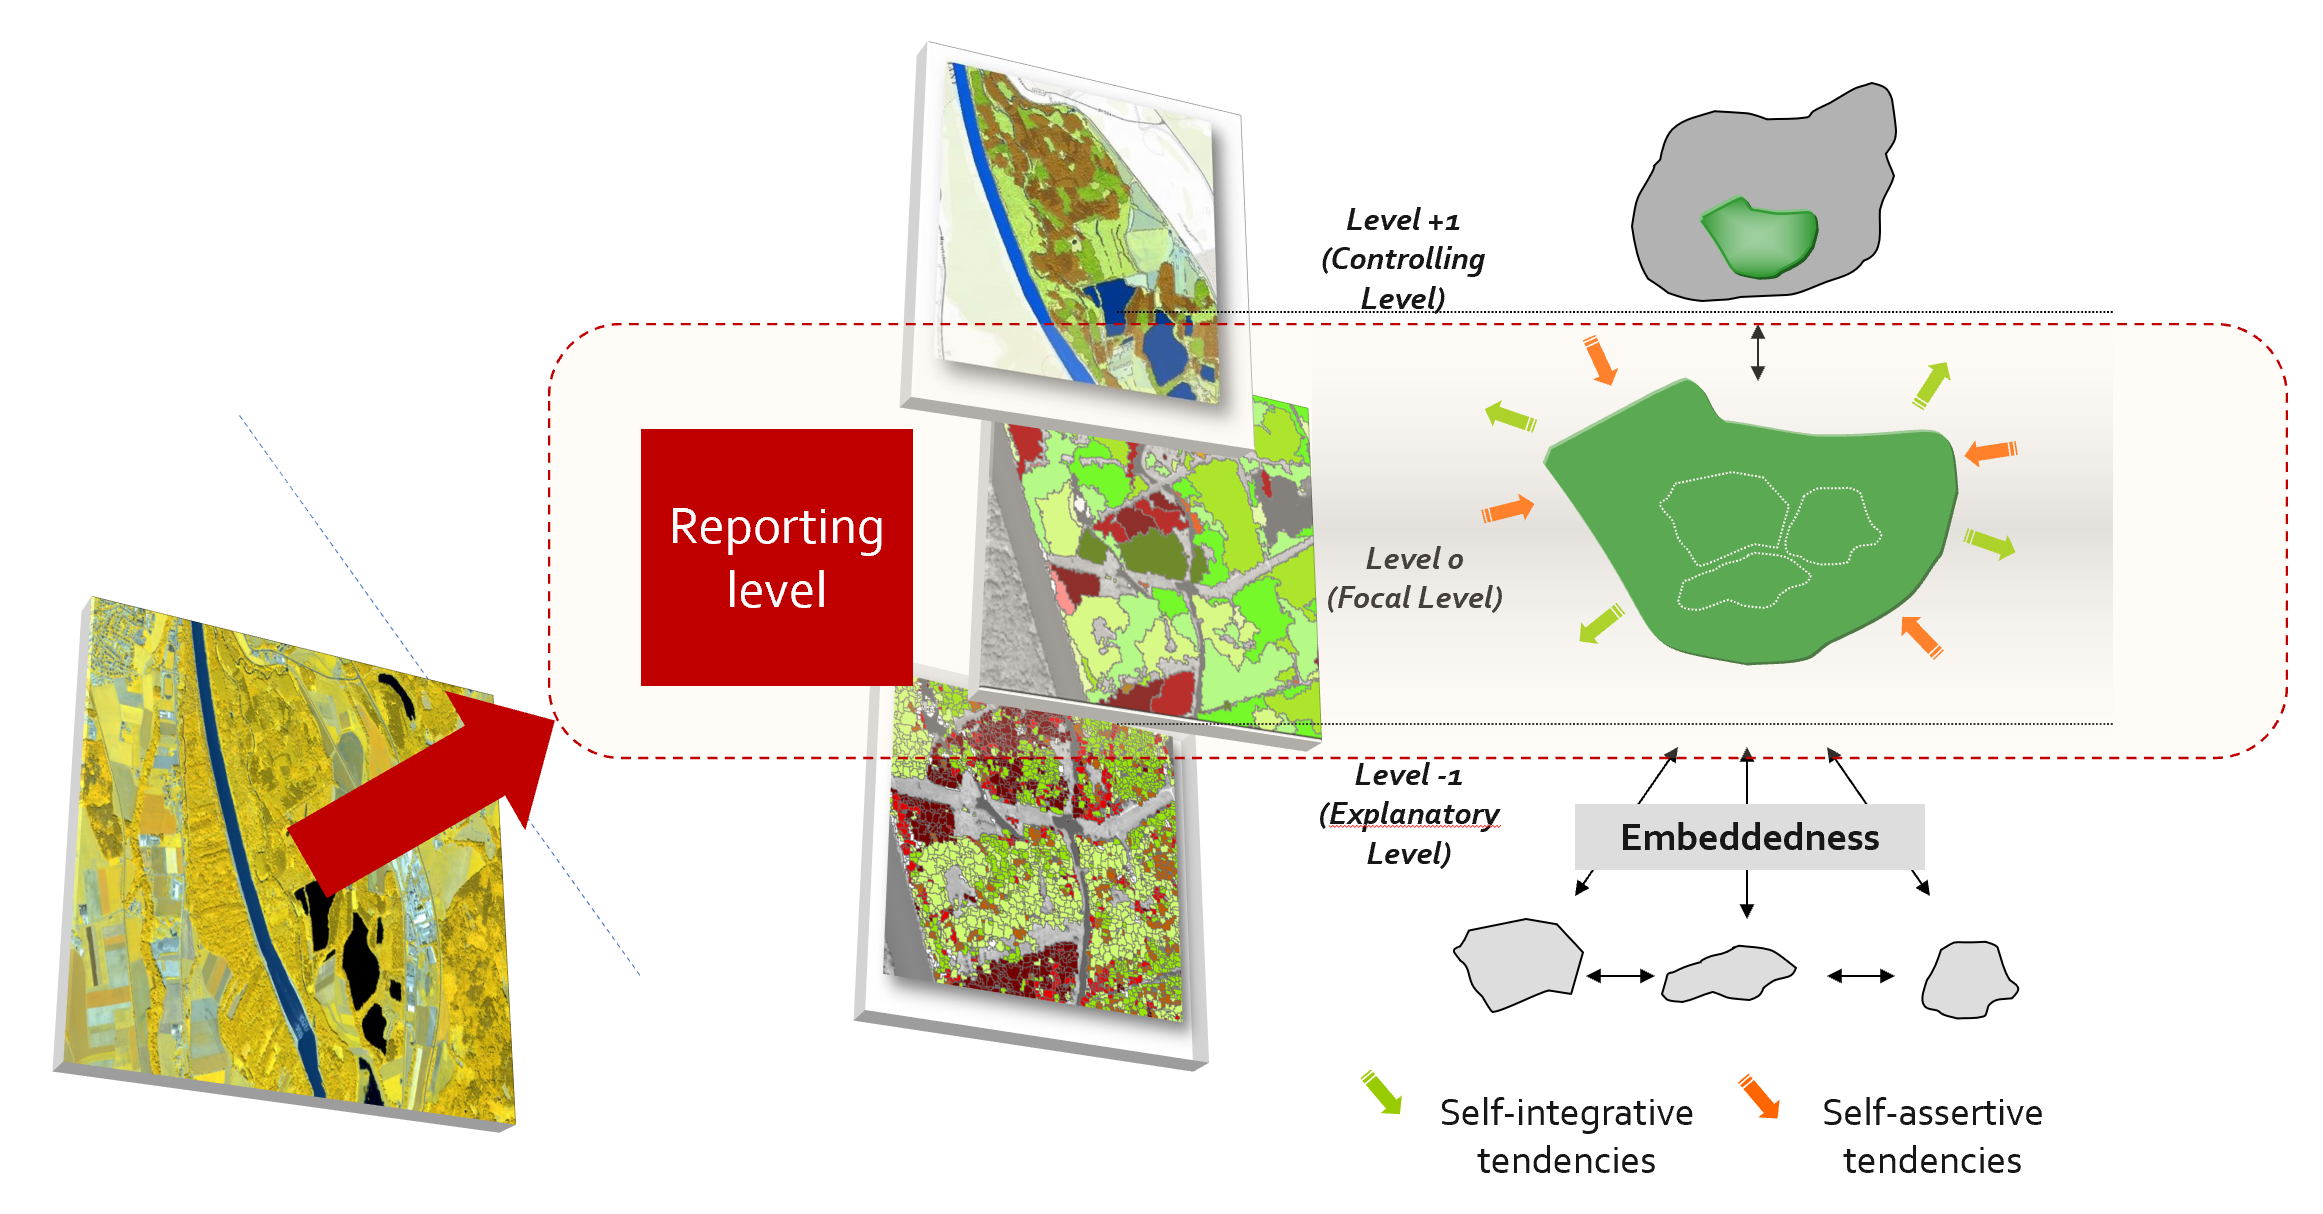 Level +1
(Controlling
Level)
Reporting
level
Level 0
(Focal Level)
Level -1
(Explanatory
Level)
Embeddedness
Self-integrative
tendencies
Self-assertive
tendencies